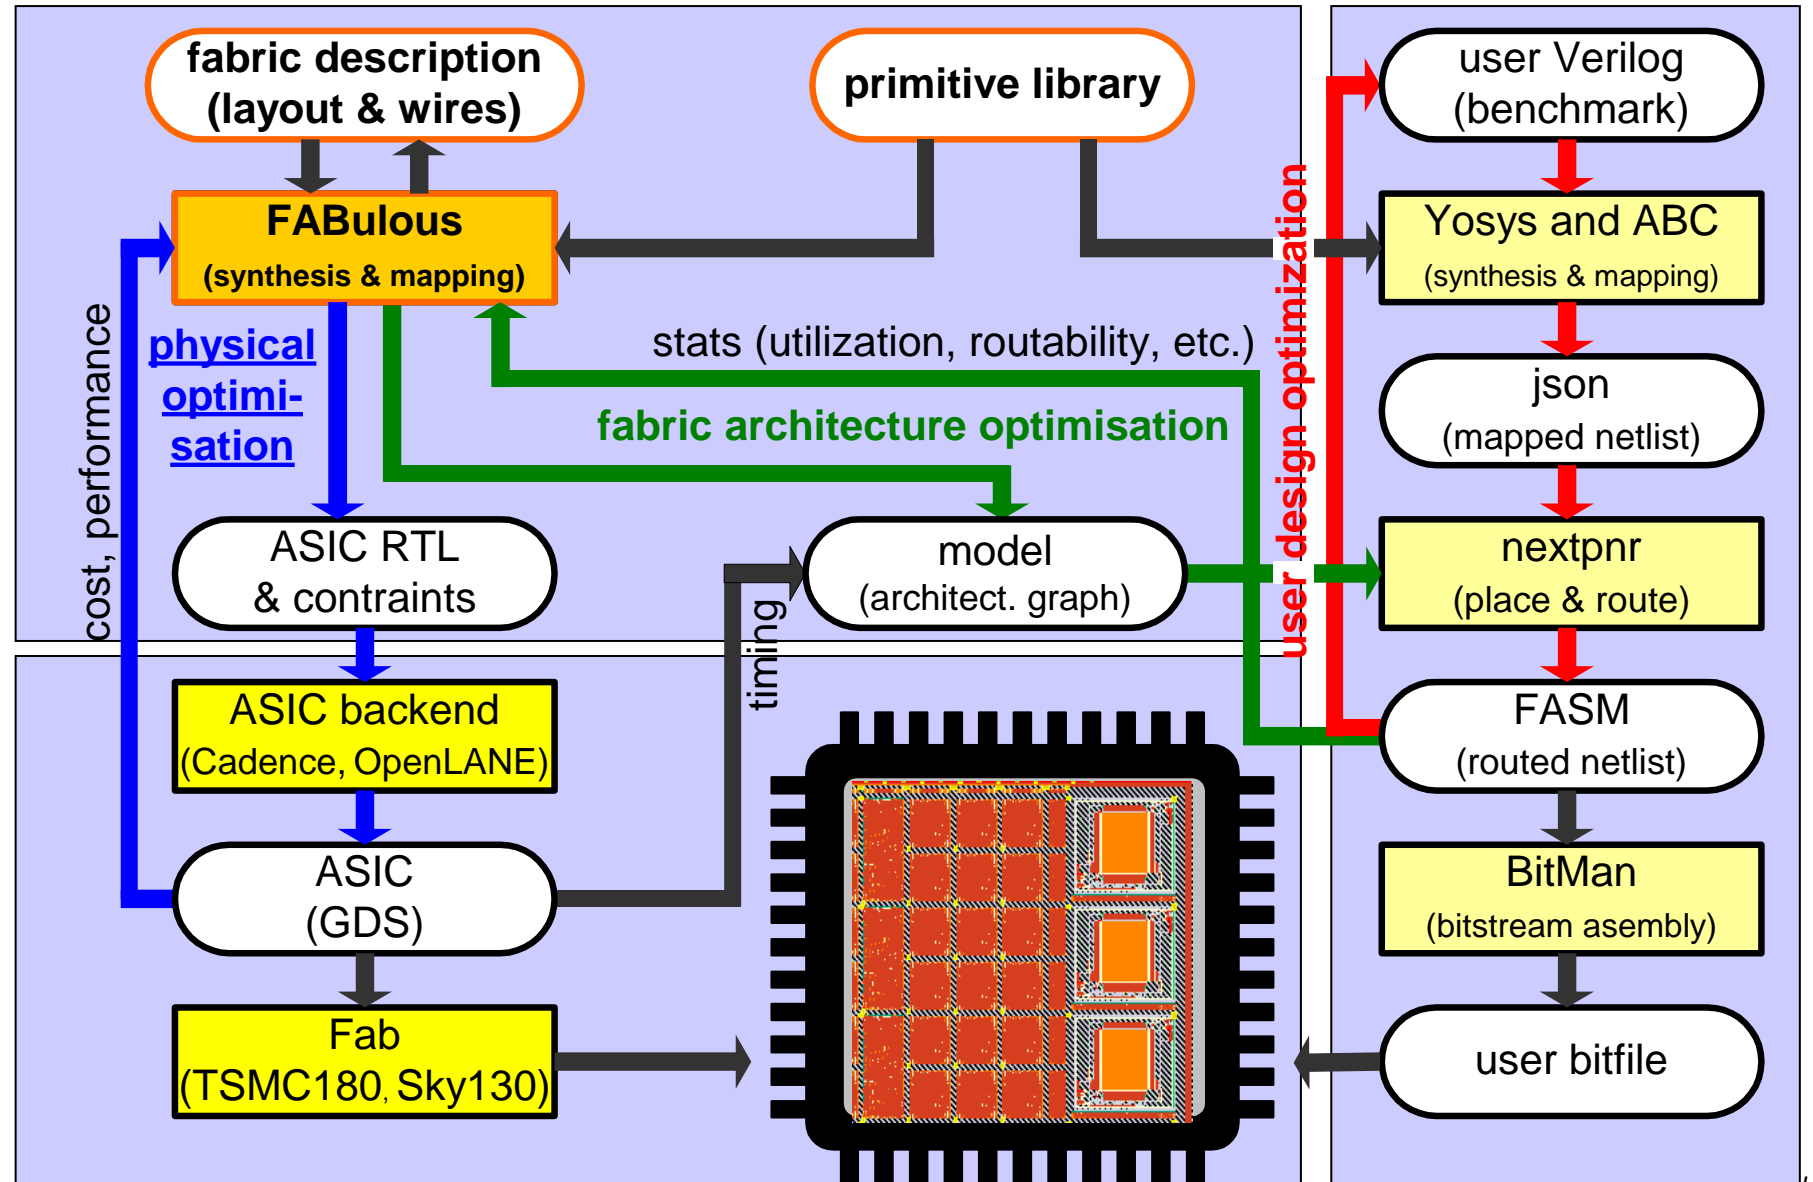 fabric description
(layout & wires)
primitive library
user Verilog
(benchmark)
FABulous
(synthesis & mapping)
Yosys and ABC
(synthesis & mapping)
physical
optimi-
sation
cost, performance
stats (utilization, routability, etc.)
fabric architecture optimisation
user design optimization
json
(mapped netlist)
ASIC RTL
& contraints
model
(architect. graph)
nextpnr
(place & route)
timing
ASIC backend
(Cadence, OpenLANE)
FASM
(routed netlist)
ASIC
(GDS)
BitMan
(bitstream asembly)
Fab
(TSMC180, Sky130)
user bitfile